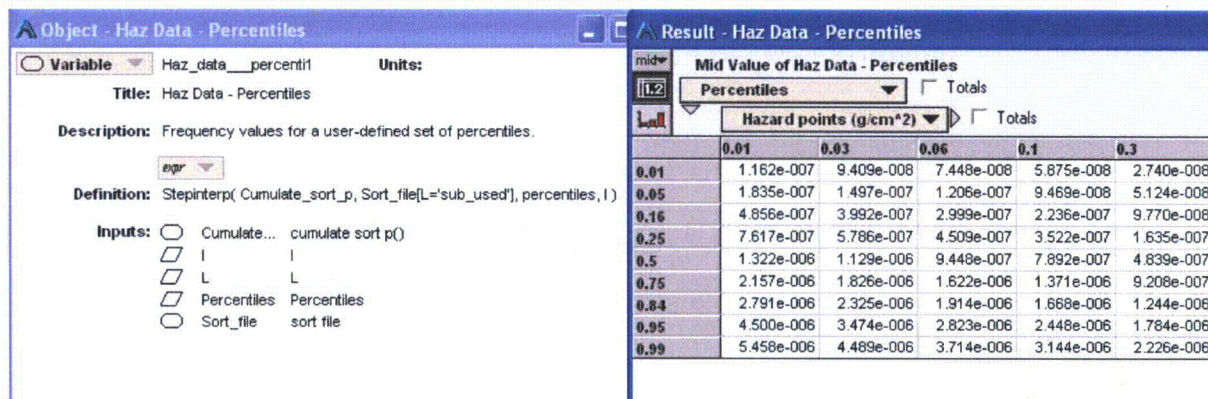 Object - Haz Data - Percentiles
Variable Haz_data___percenti1 Units:
Title: Haz Data - Percentiles
Description: Frequency values for a user-defined set of percentiles.
expr
Definition: Stepinterp( Cumulate_sort_p, Sort_file[L='sub_used'], percentiles, I )
Inputs: Cumulate... cumulate sort p()
I I
L L
Percentiles Percentiles
Sort_file sort file
Result - Haz Data - Percentiles
mid Mid Value of Haz Data - Percentiles
Percentiles Totals
Hazard points (g/cm^2) Totals
0.01 0.03 0.06 0.1 0.3
0.01 1.162e-007 9.409e-008 7.448e-008 5.875e-008 2.740e-008
0.05 1.835e-007 1.497e-007 1.206e-007 9.469e-008 5.124e-008
0.16 4.856e-007 3.992e-007 2.999e-007 2.236e-007 9.770e-008
0.25 7.617e-007 5.786e-007 4.509e-007 3.522e-007 1.635e-007
0.5 1.322e-006 1.129e-006 9.448e-007 7.892e-007 4.839e-007
0.75 2.157e-006 1.826e-006 1.622e-006 1.371e-006 9.208e-007
0.84 2.791e-006 2.325e-006 1.914e-006 1.668e-006 1.244e-006
0.95 4.500e-006 3.474e-006 2.823e-006 2.448e-006 1.784e-006
0.99 5.458e-006 4.489e-006 3.714e-006 3.144e-006 2.226e-006